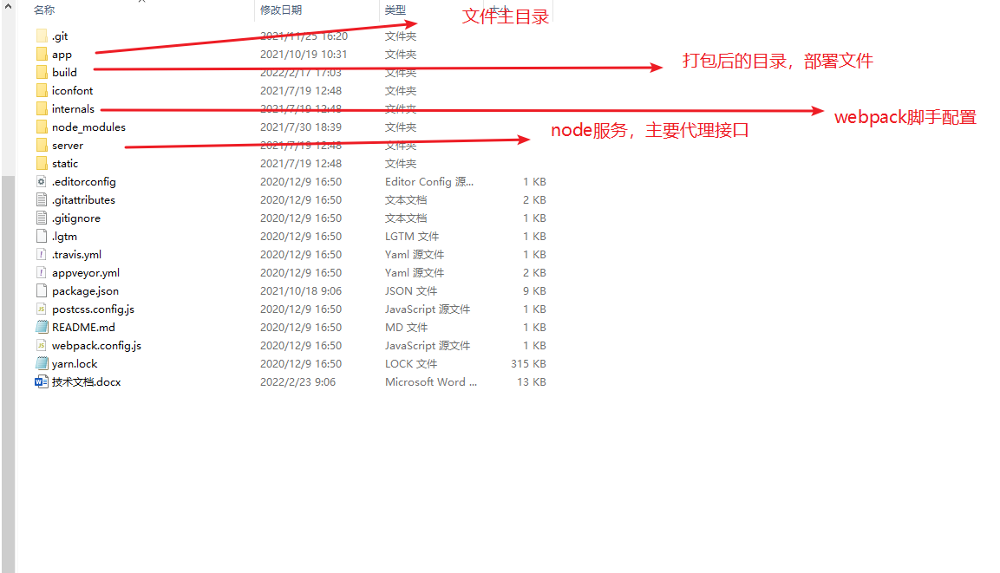 名称 修改日期 类型 大小
文件主目录
.git 2021/11/25 16:20 文件夹
app 2021/10/19 10:31 文件夹
打包后的目录，部署文件
build 2022/2/17 17:03 文件夹
iconfont 2021/7/19 12:48 文件夹
internals 2021/7/19 12:48 文件夹
webpack脚手配置
node_modules 2021/7/30 18:39 文件夹
node服务，主要代理接口
server 2021/7/19 12:48 文件夹
static 2021/7/19 12:48 文件夹
.editorconfig 2020/12/9 16:50 Editor Config 源... 1 KB
.gitattributes 2020/12/9 16:50 文本文档 2 KB
.gitignore 2020/12/9 16:50 文本文档 1 KB
.lgtm 2020/12/9 16:50 LGTM 文件 1 KB
.travis.yml 2020/12/9 16:50 Yaml 源文件 1 KB
appveyor.yml 2020/12/9 16:50 Yaml 源文件 2 KB
package.json 2021/10/18 9:06 JSON 文件 9 KB
postcss.config.js 2020/12/9 16:50 JavaScript 源文件 1 KB
README.md 2020/12/9 16:50 MD 文件 1 KB
webpack.config.js 2020/12/9 16:50 JavaScript 源文件 1 KB
yarn.lock 2020/12/9 16:50 LOCK 文件 315 KB
技术文档.docx 2022/2/23 9:06 Microsoft Word ... 13 KB